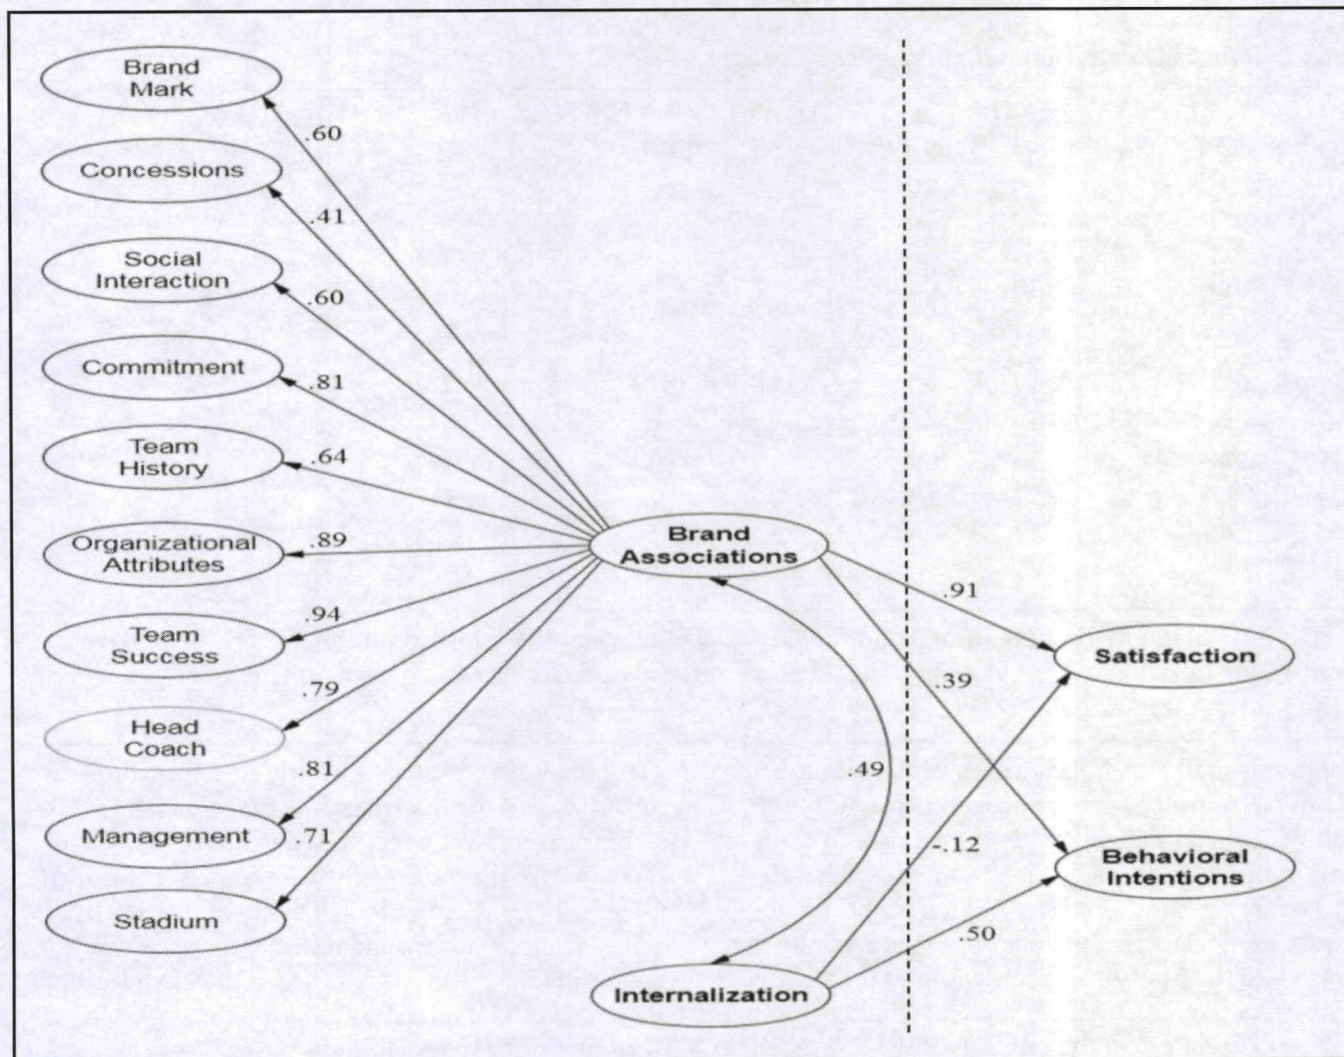 Brand
Mark
.60
Concessions
.41
Social
Interaction
.60
Commitment
.81
Team
History
.64
Organizational
Attributes
.89
Team
Success
.94
Head
Coach
.79
Management
.81
Stadium
.71
Brand
Associations
.91
.39
Satisfaction
.49
-.12
Behavioral
Intentions
.50
Internalization